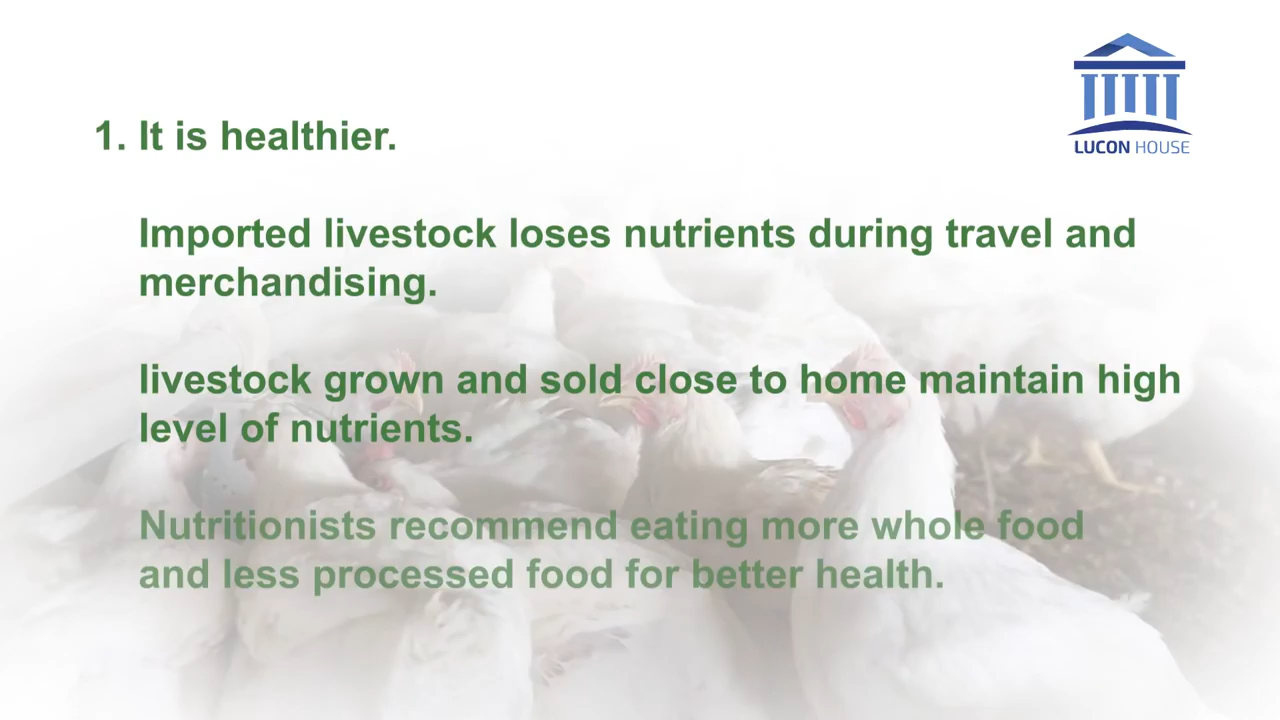 LUCON HOUSE
1. It is healthier.
Imported livestock loses nutrients during travel and
merchandising.
livestock grown and sold close to home maintain high
level of nutrients.
Nutritionists recommend eating more whole food
and less processed food for better health.